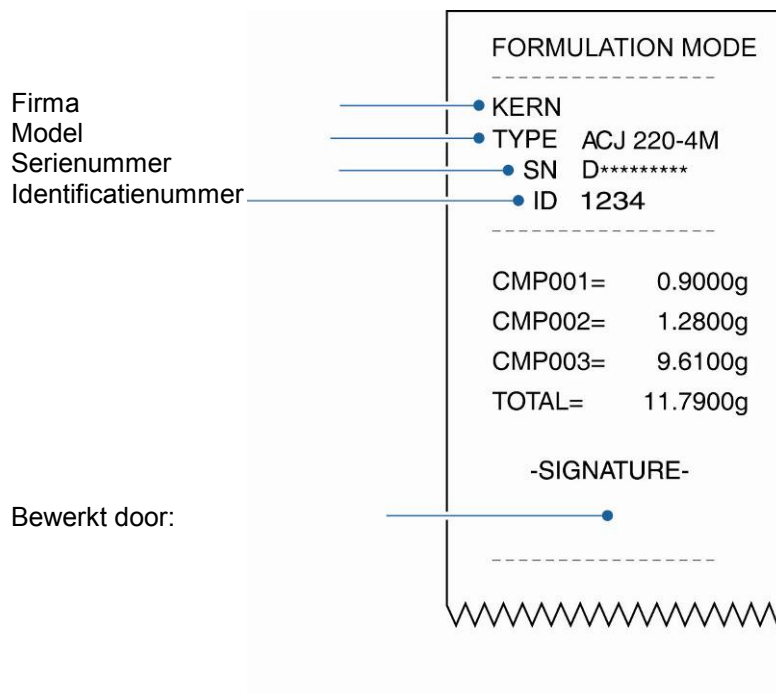 FORMULATION MODE
Firma
KERN
Model
TYPE ACJ 220-4M
Serienummer
SN D*********
Identificatienummer
ID 1234
CMP001= 0.9000g
CMP002= 1.2800g
CMP003= 9.6100g
TOTAL= 11.7900g
-SIGNATURE-
Bewerkt door: